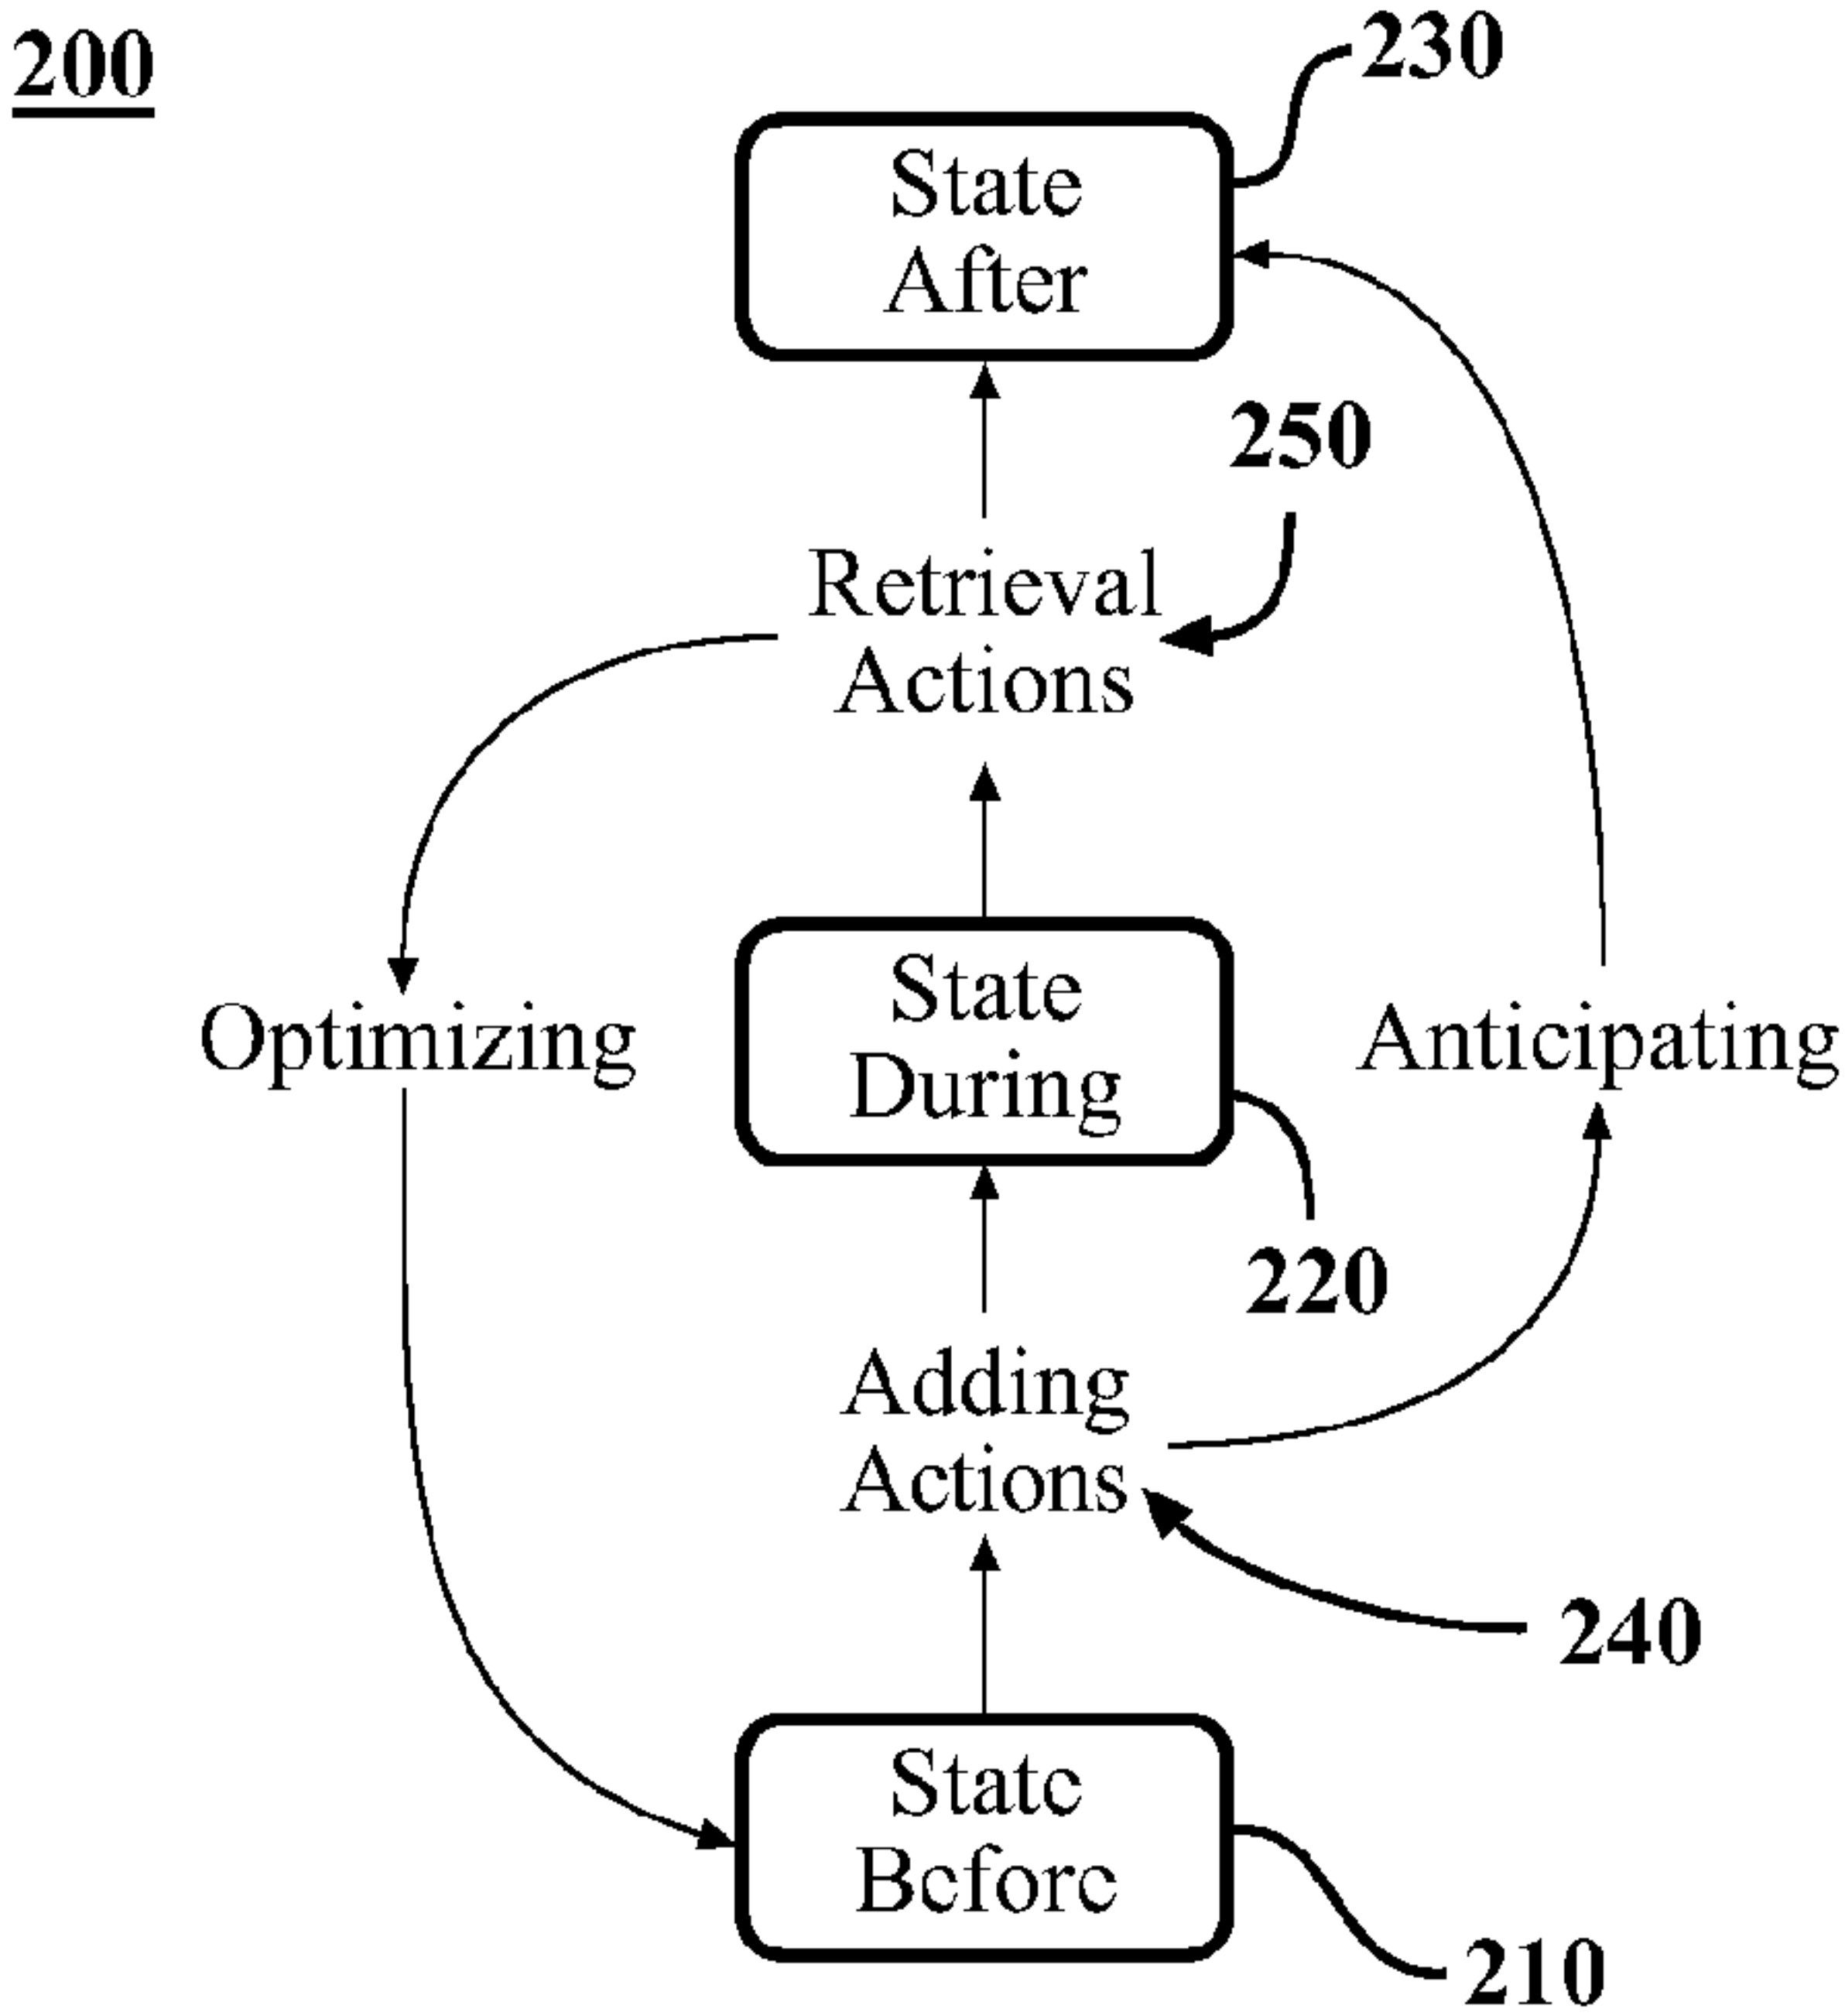 200
230
State
After
250
Retrieval
Actions
Optimizing
State
During
Anticipating
220
Adding
Actions
240
State
Before
210